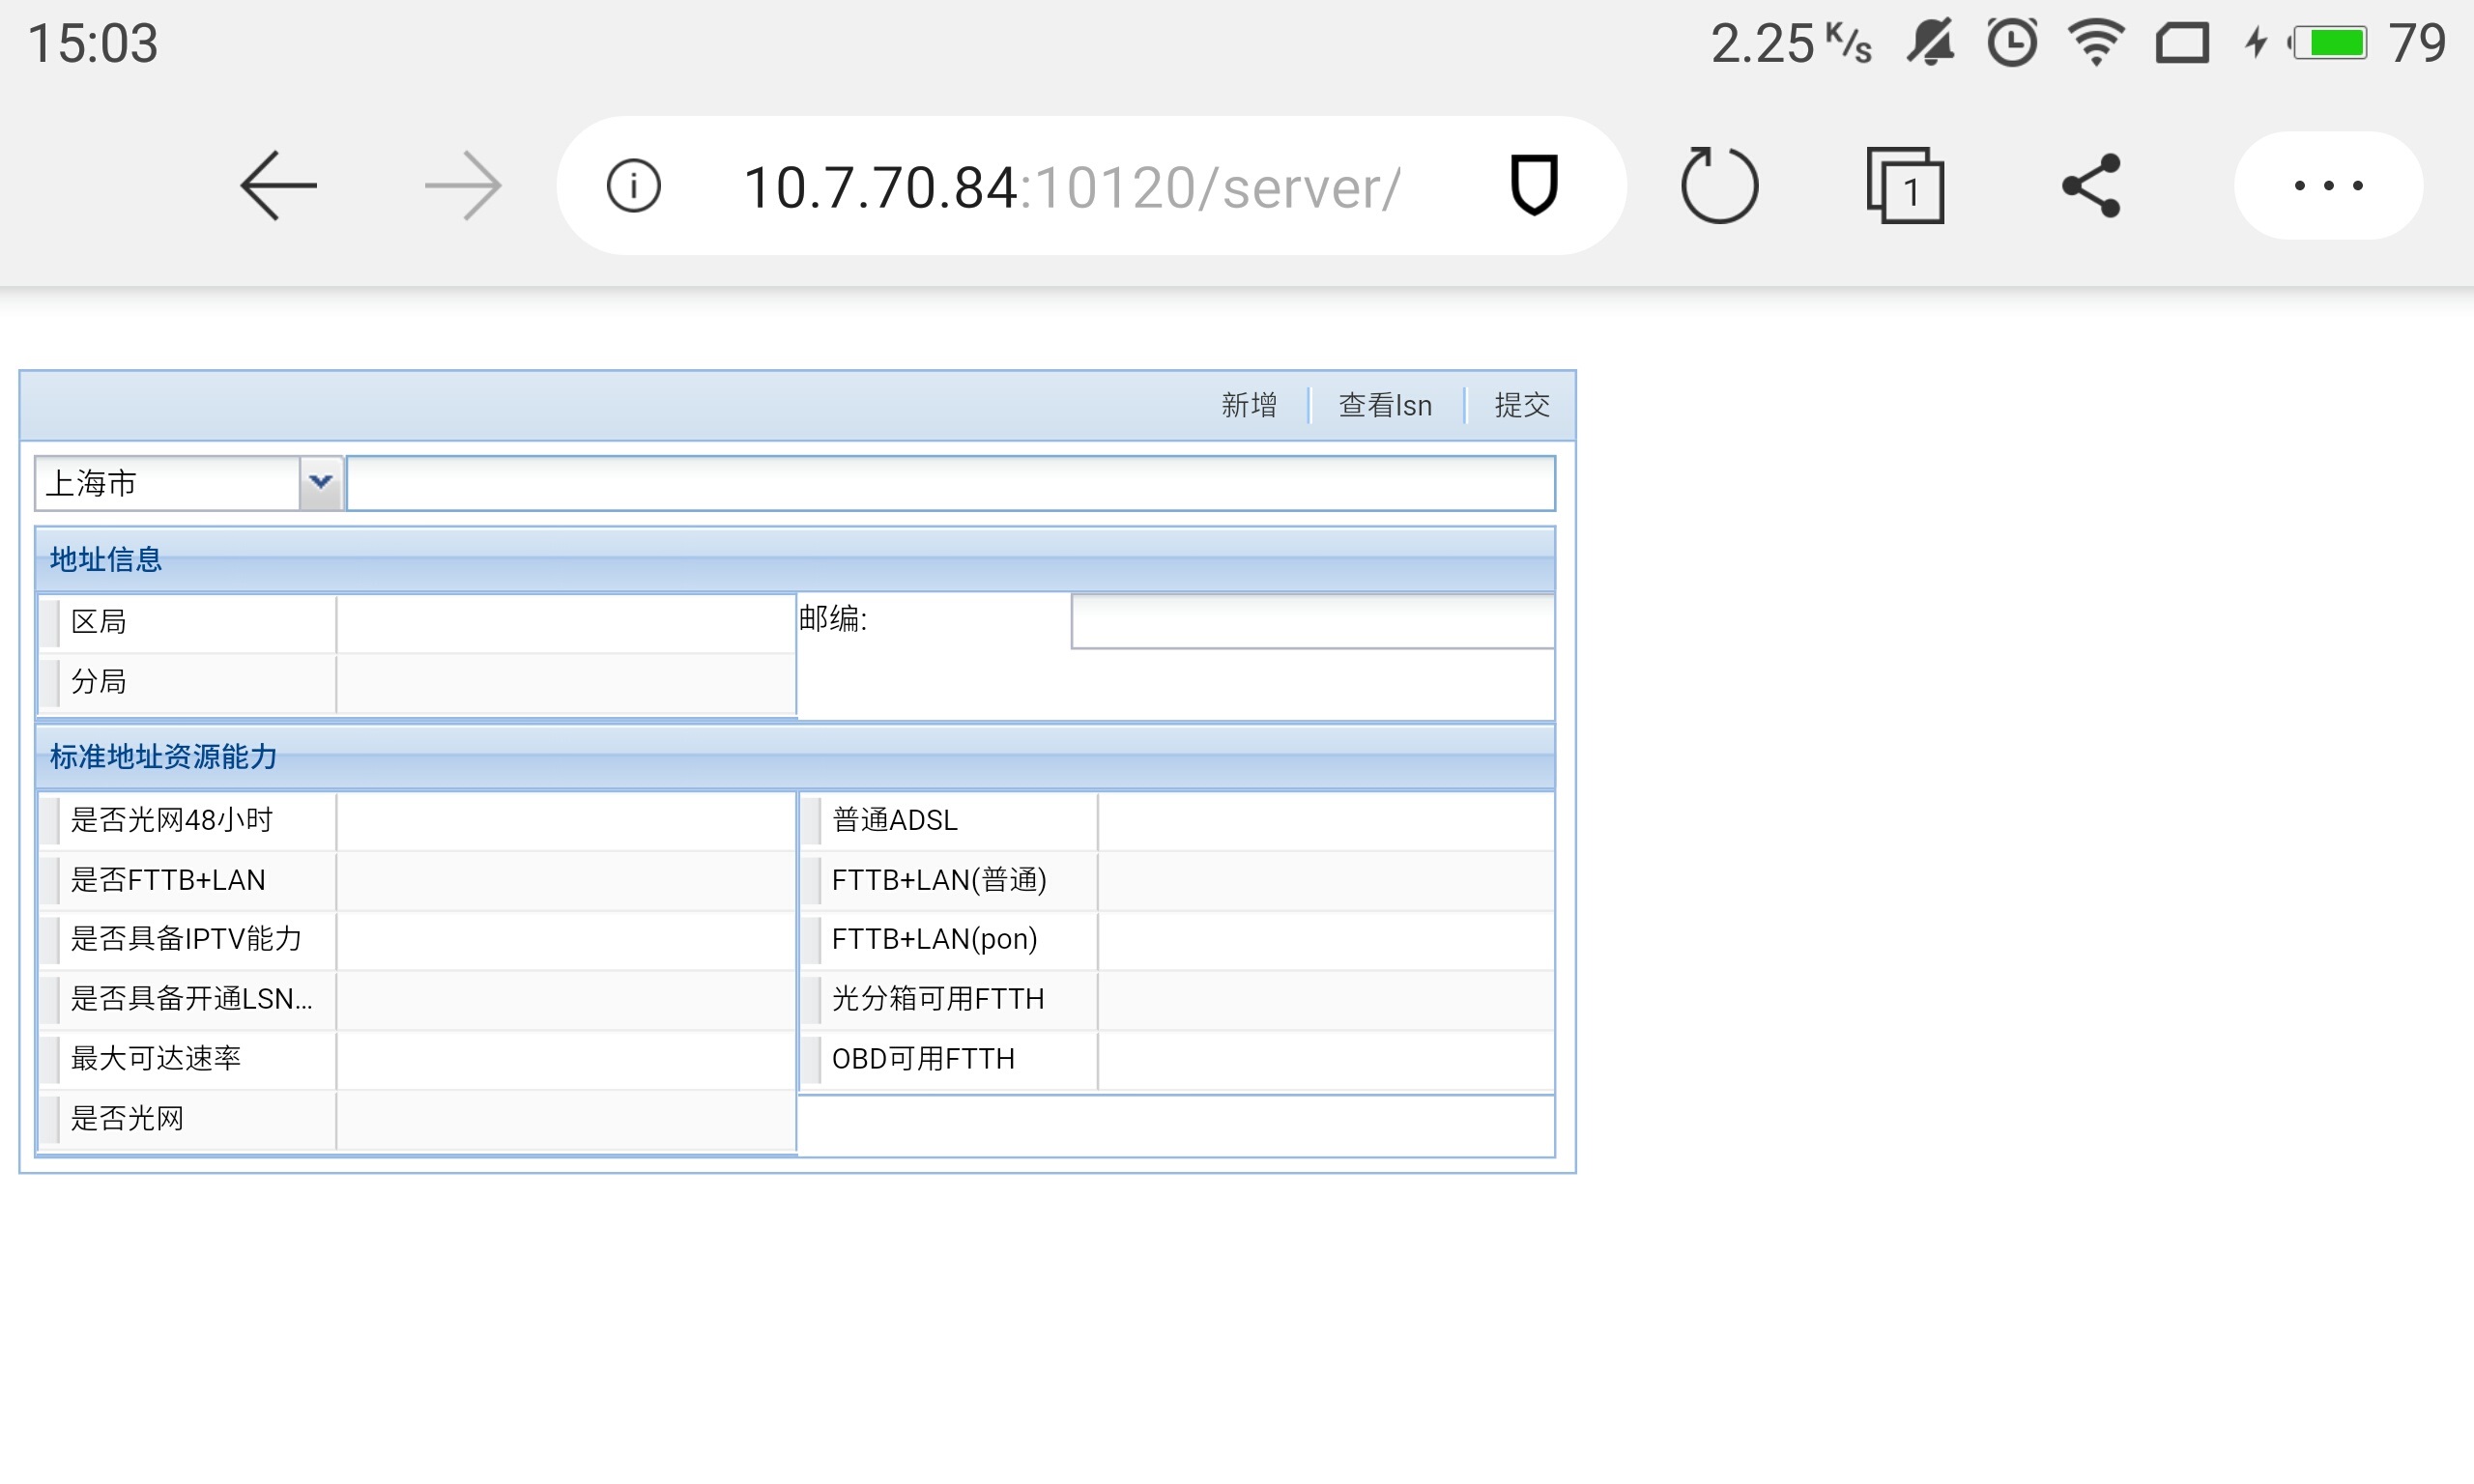 15:03
2.25 K/s 79
10.7.70.84:10120/server/
1
新增 查看lsn 提交
上海市
地址信息
区局 邮编:
分局
标准地址资源能力
是否光网48小时 普通ADSL
是否FTTB+LAN FTTB+LAN(普通)
是否具备IPTV能力 FTTB+LAN(pon)
是否具备开通LSN... 光分箱可用FTTH
最大可达速率 OBD可用FTTH
是否光网